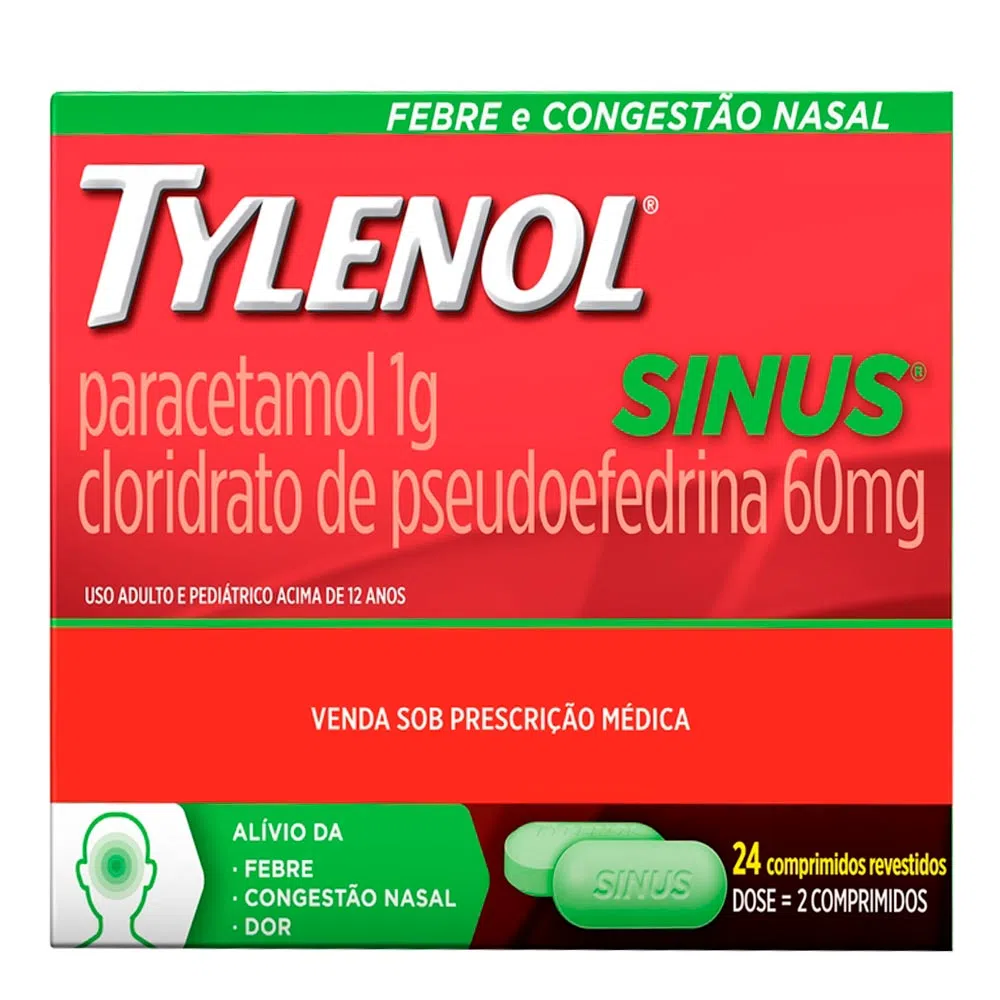 FEBRE e CONGESTÃO NASAL
TYLENOL®
SINUS®
paracetamol 1g
cloridrato de pseudoefedrina 60mg
USO ADULTO E PEDIÁTRICO ACIMA DE 12 ANOS
VENDA SOB PRESCRIÇÃO MÉDICA
ALÍVIO DA
· FEBRE
· CONGESTÃO NASAL
· DOR
TYLENOL
SINUS
24 comprimidos revestidos
DOSE = 2 COMPRIMIDOS